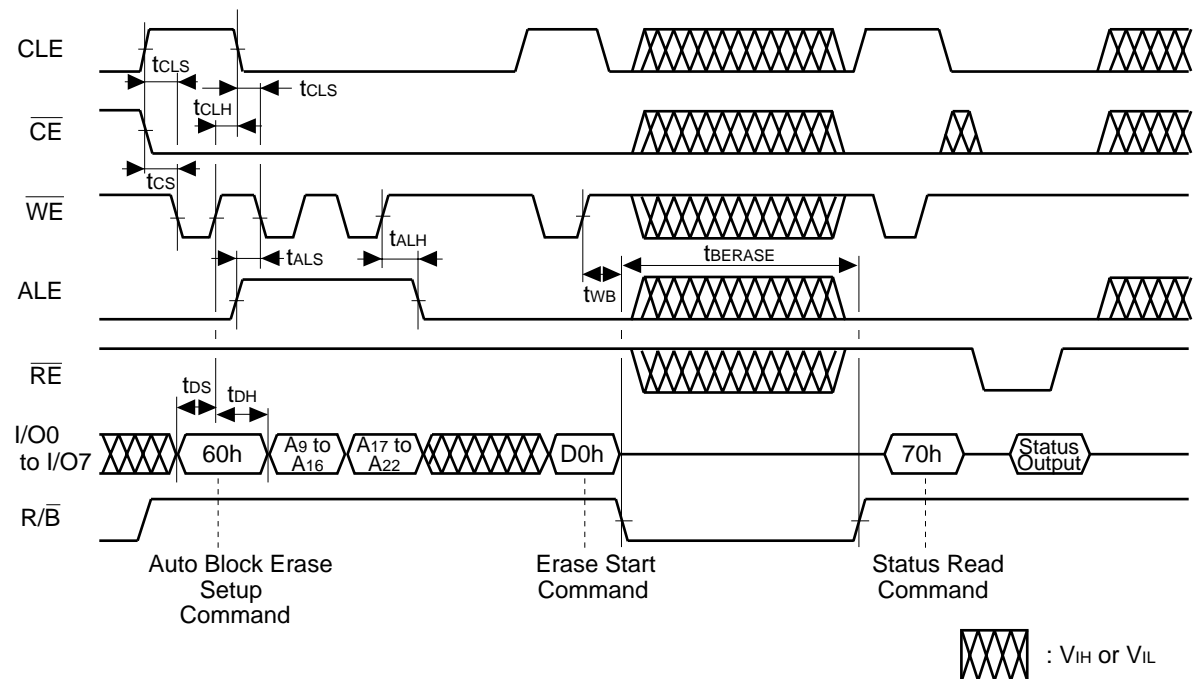 CLE
tCLS
tCLS
tCLH
CE
tCS
WE
tALH
tALS
tBERASE
tWB
ALE
RE
tDS
tDH
I/O0
to I/O7
60h
A9 to
A16
A17 to
A22
D0h
70h
Status
Output
R/B
Auto Block Erase
Setup
Command
Erase Start
Command
Status Read
Command
: VIH or VIL